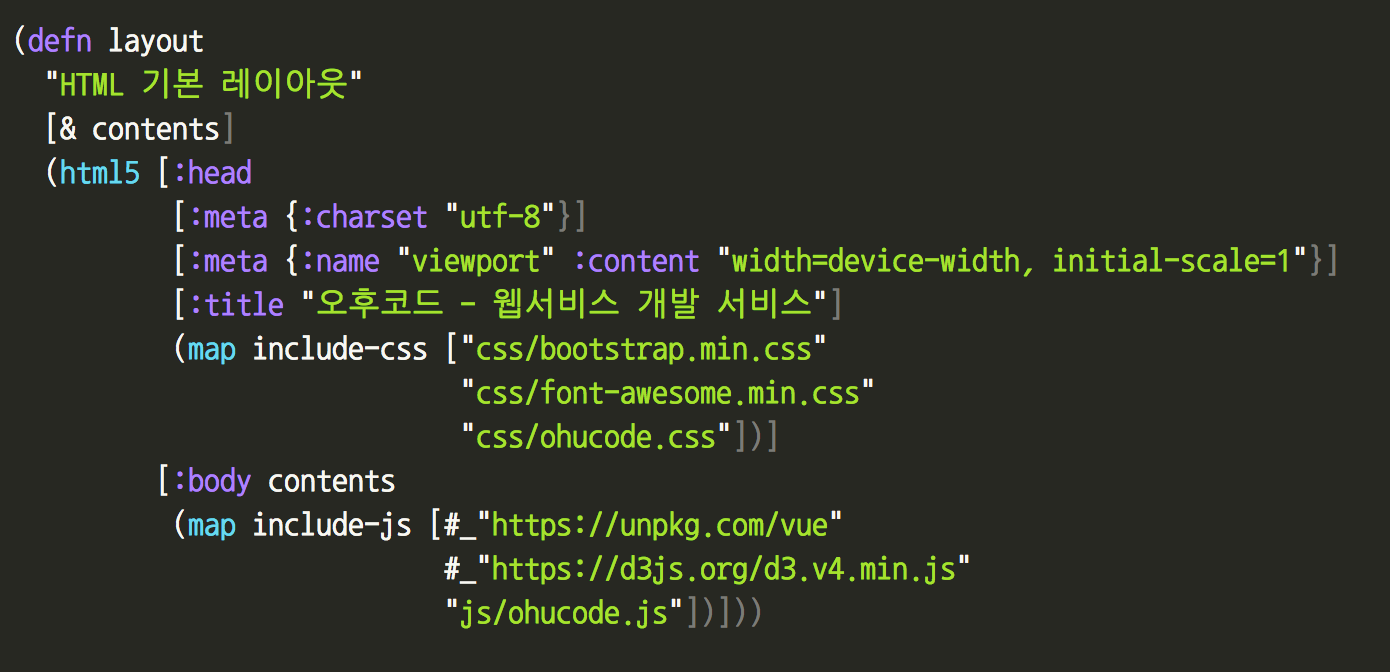 (defn layout
  "HTML 기본 레이아웃"
  [& contents]
  (html5 [:head
          [:meta {:charset "utf-8"}]
          [:meta {:name "viewport" :content "width=device-width, initial-scale=1"}]
          [:title "오후코드 - 웹서비스 개발 서비스"]
          (map include-css ["css/bootstrap.min.css"
                            "css/font-awesome.min.css"
                            "css/ohucode.css"])]
         [:body contents
          (map include-js [#_"https://unpkg.com/vue"
                           #_"https://d3js.org/d3.v4.min.js"
                           "js/ohucode.js"])]))